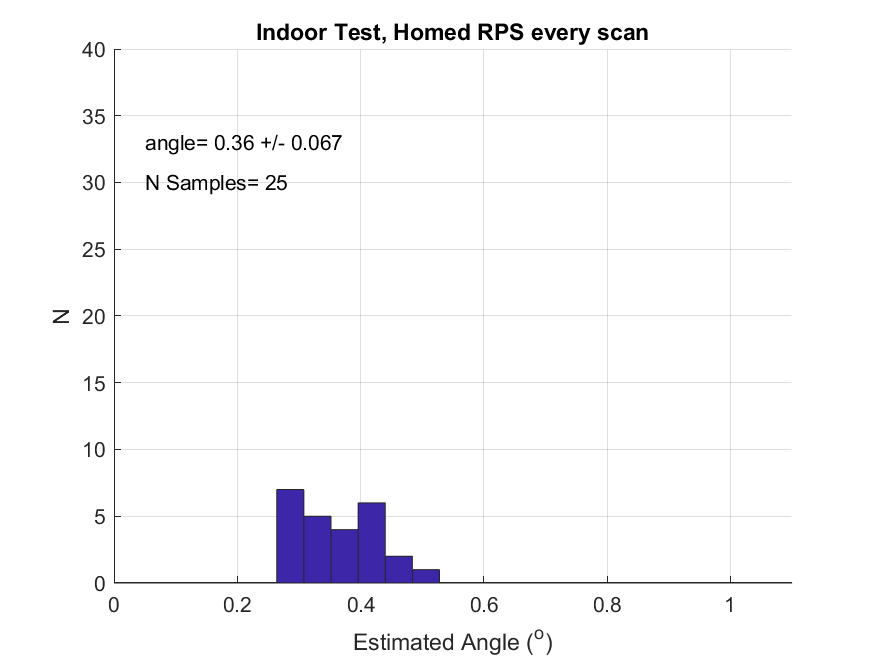 Indoor Test, Homed RPS every scan
40
35
angle= 0.36 +/- 0.067
30
N Samples= 25
25
N
20
15
10
5
0
0 0.2 0.4 0.6 0.8 1
Estimated Angle (o)